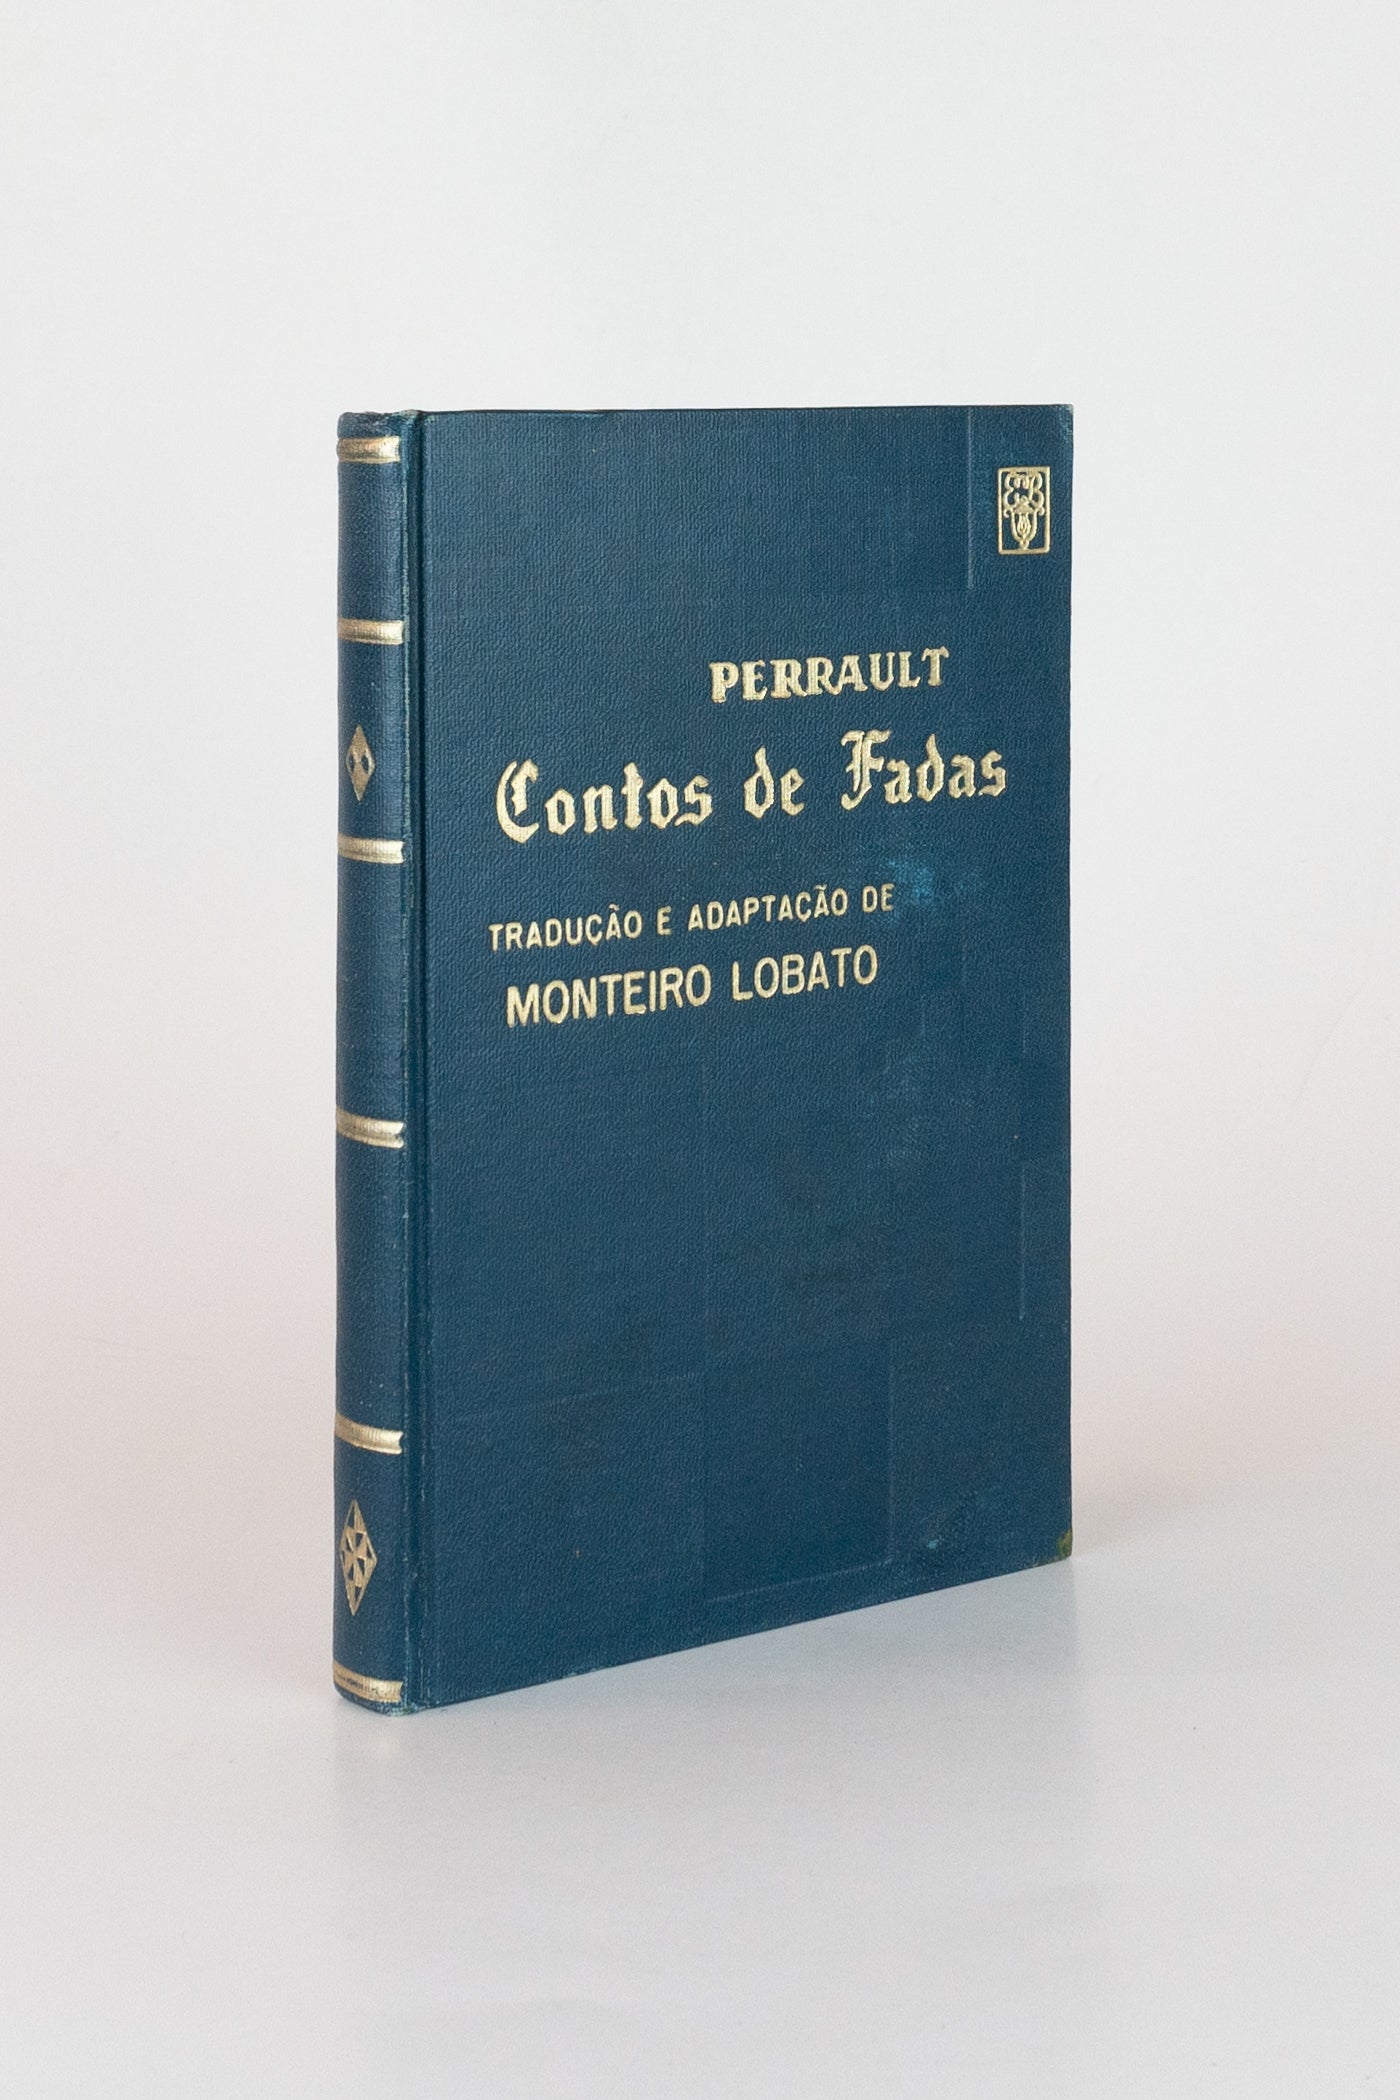 PERRAULT
Contos de Fadas
TRADUÇÃO E ADAPTAÇÃO DE
MONTEIRO LOBATO